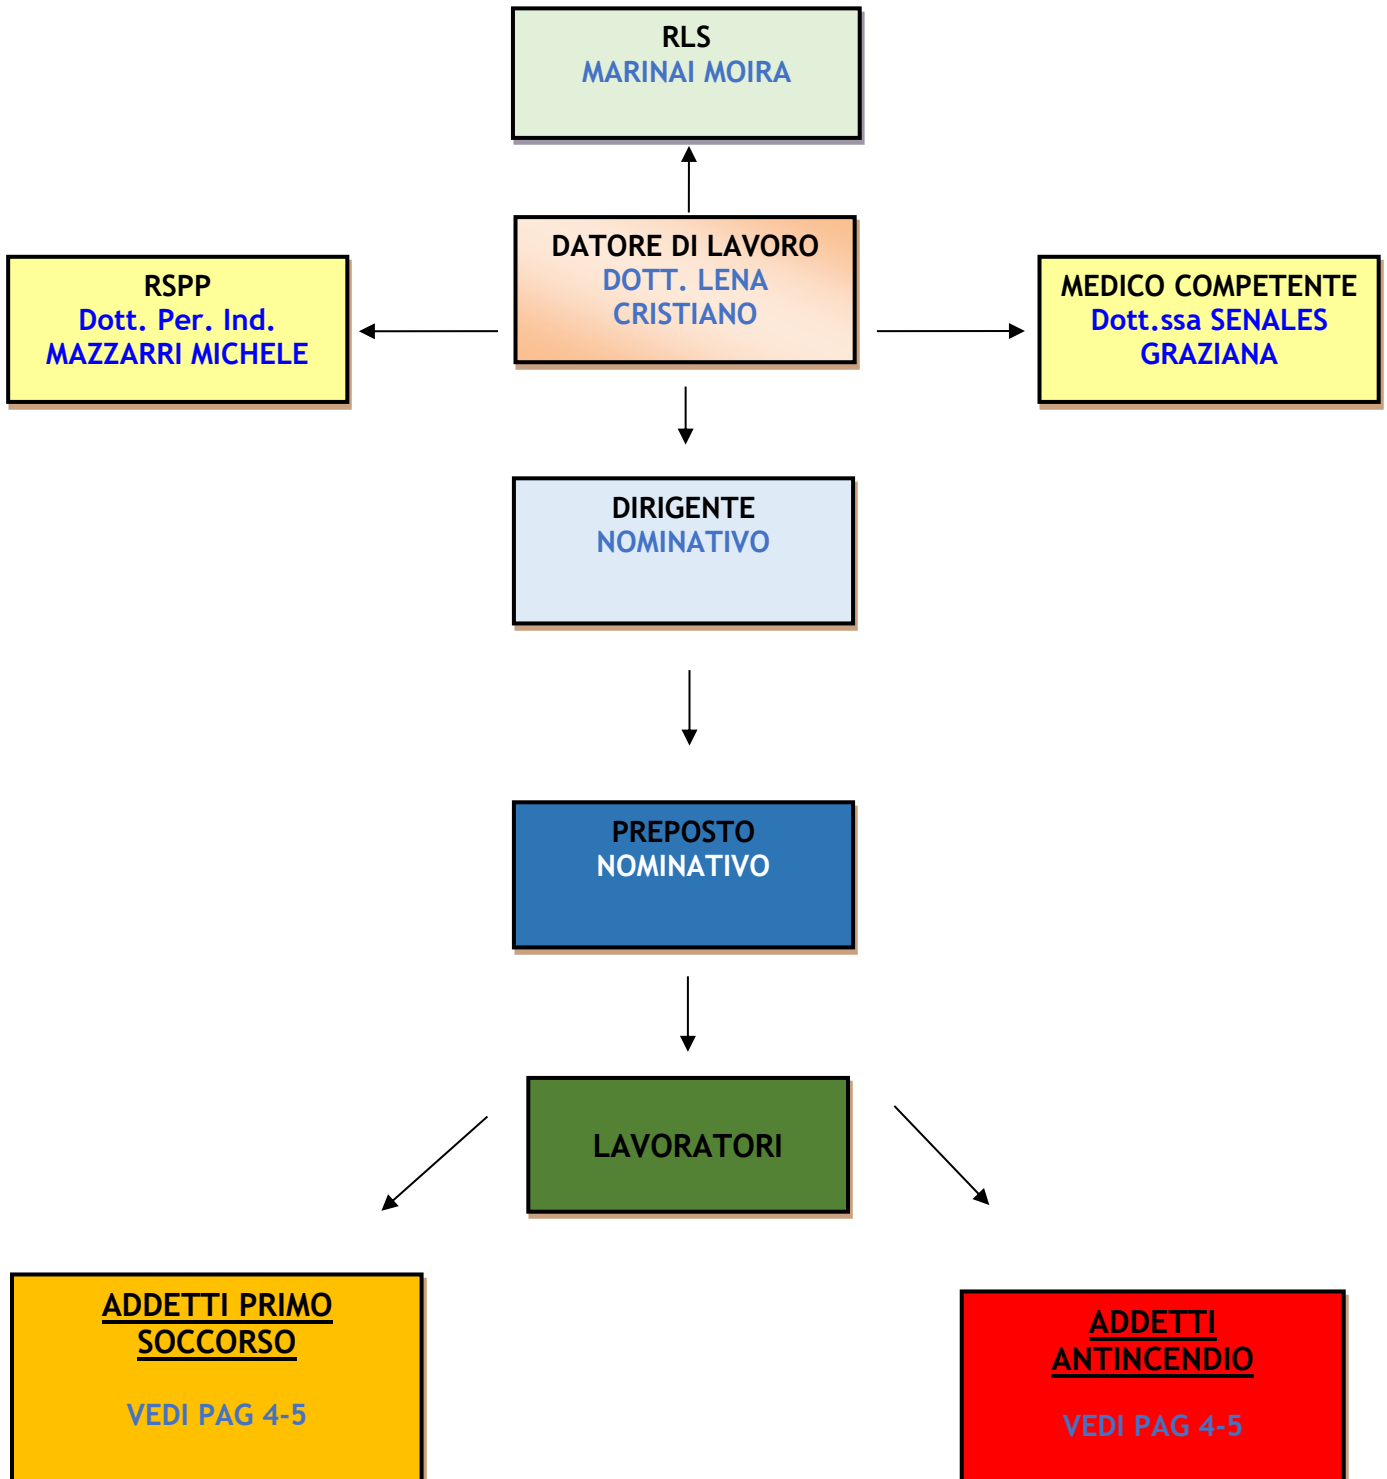 RLS
MARINAI MOIRA
DATORE DI LAVORO
DOTT. LENA
CRISTIANO
RSPP
Dott. Per. Ind.
MAZZARRI MICHELE
MEDICO COMPETENTE
Dott.ssa SENALES
GRAZIANA
DIRIGENTE
NOMINATIVO
PREPOSTO
NOMINATIVO
LAVORATORI
ADDETTI PRIMO
SOCCORSO
VEDI PAG 4-5
ADDETTI
ANTINCENDIO
VEDI PAG 4-5